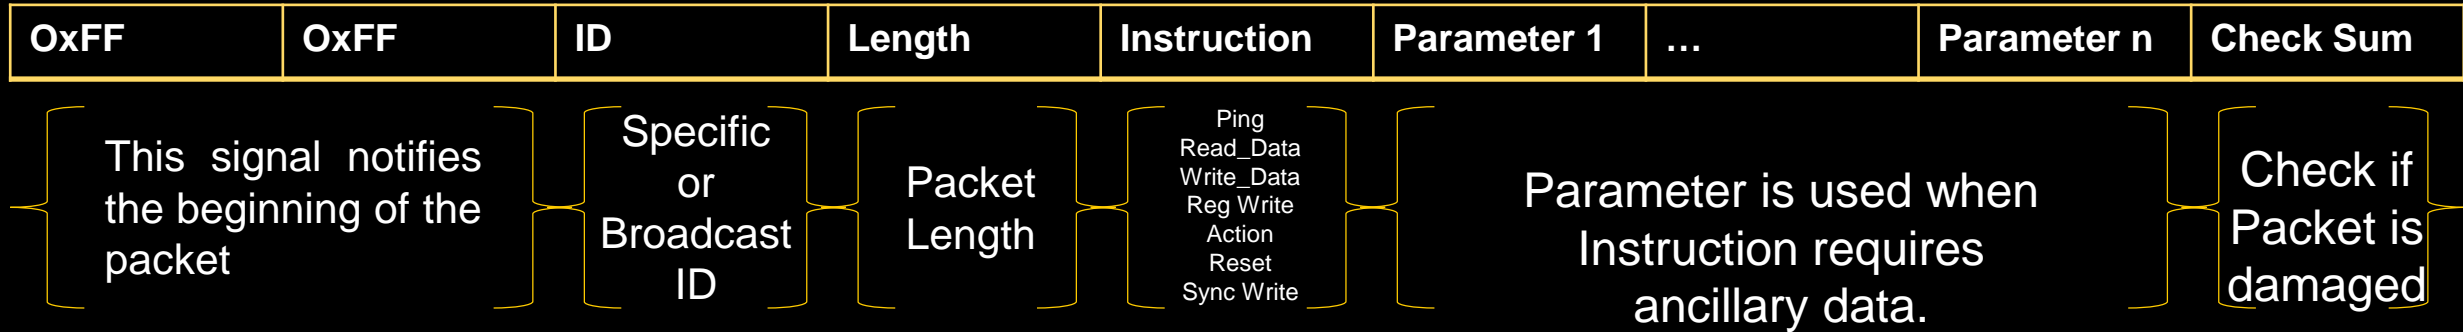 OxFF OxFF ID Length Instruction Parameter 1 … Parameter n Check Sum
This signal notifies
the beginning of the
packet
Specific
or
Broadcast
ID
Packet
Length
Ping
Read_Data
Write_Data
Reg Write
Action
Reset
Sync Write
Parameter is used when
Instruction requires
ancillary data.
Check if
Packet is
damaged